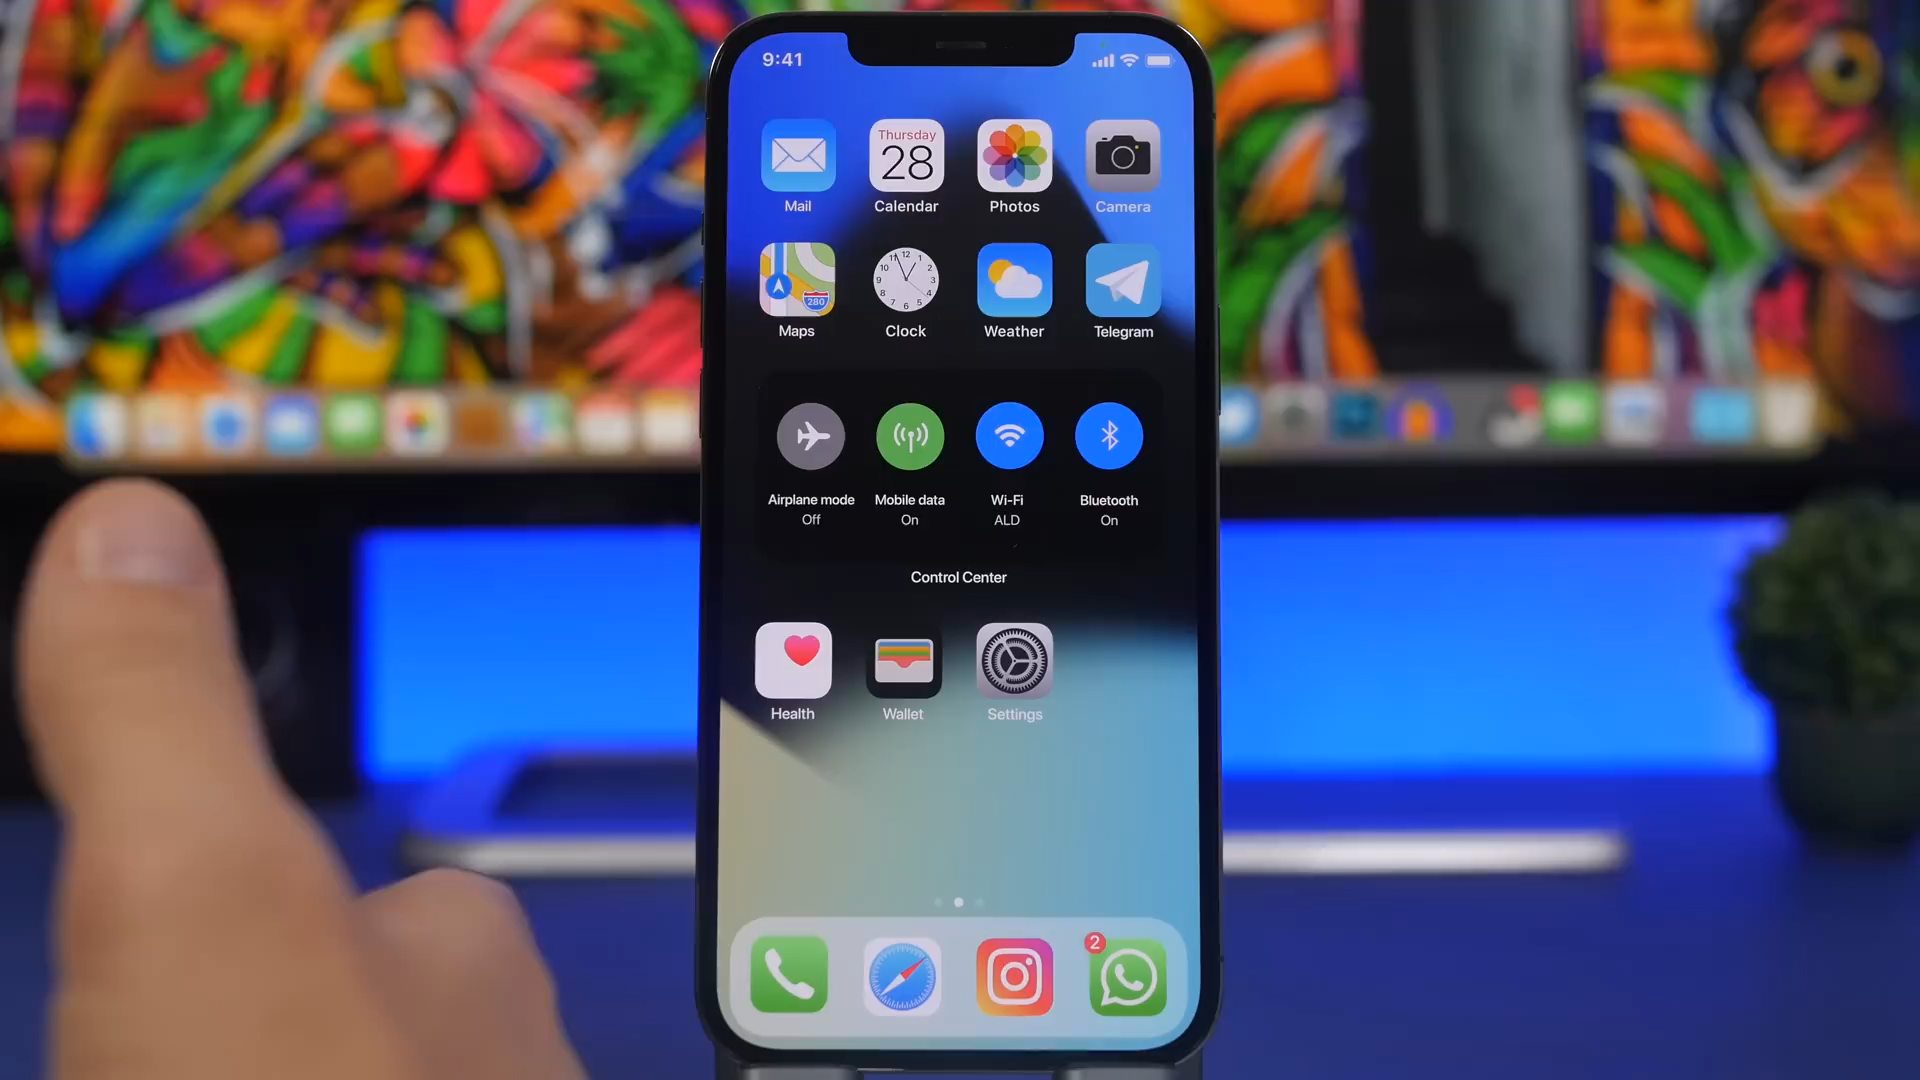 9:41
Thursday
28
Mail
Calendar
Photos
Camera
280
Maps
Clock
Weather
Telegram
Airplane mode
Off
Mobile data
On
Wi-Fi
ALD
Bluetooth
On
Control Center
Health
Wallet
Settings
2